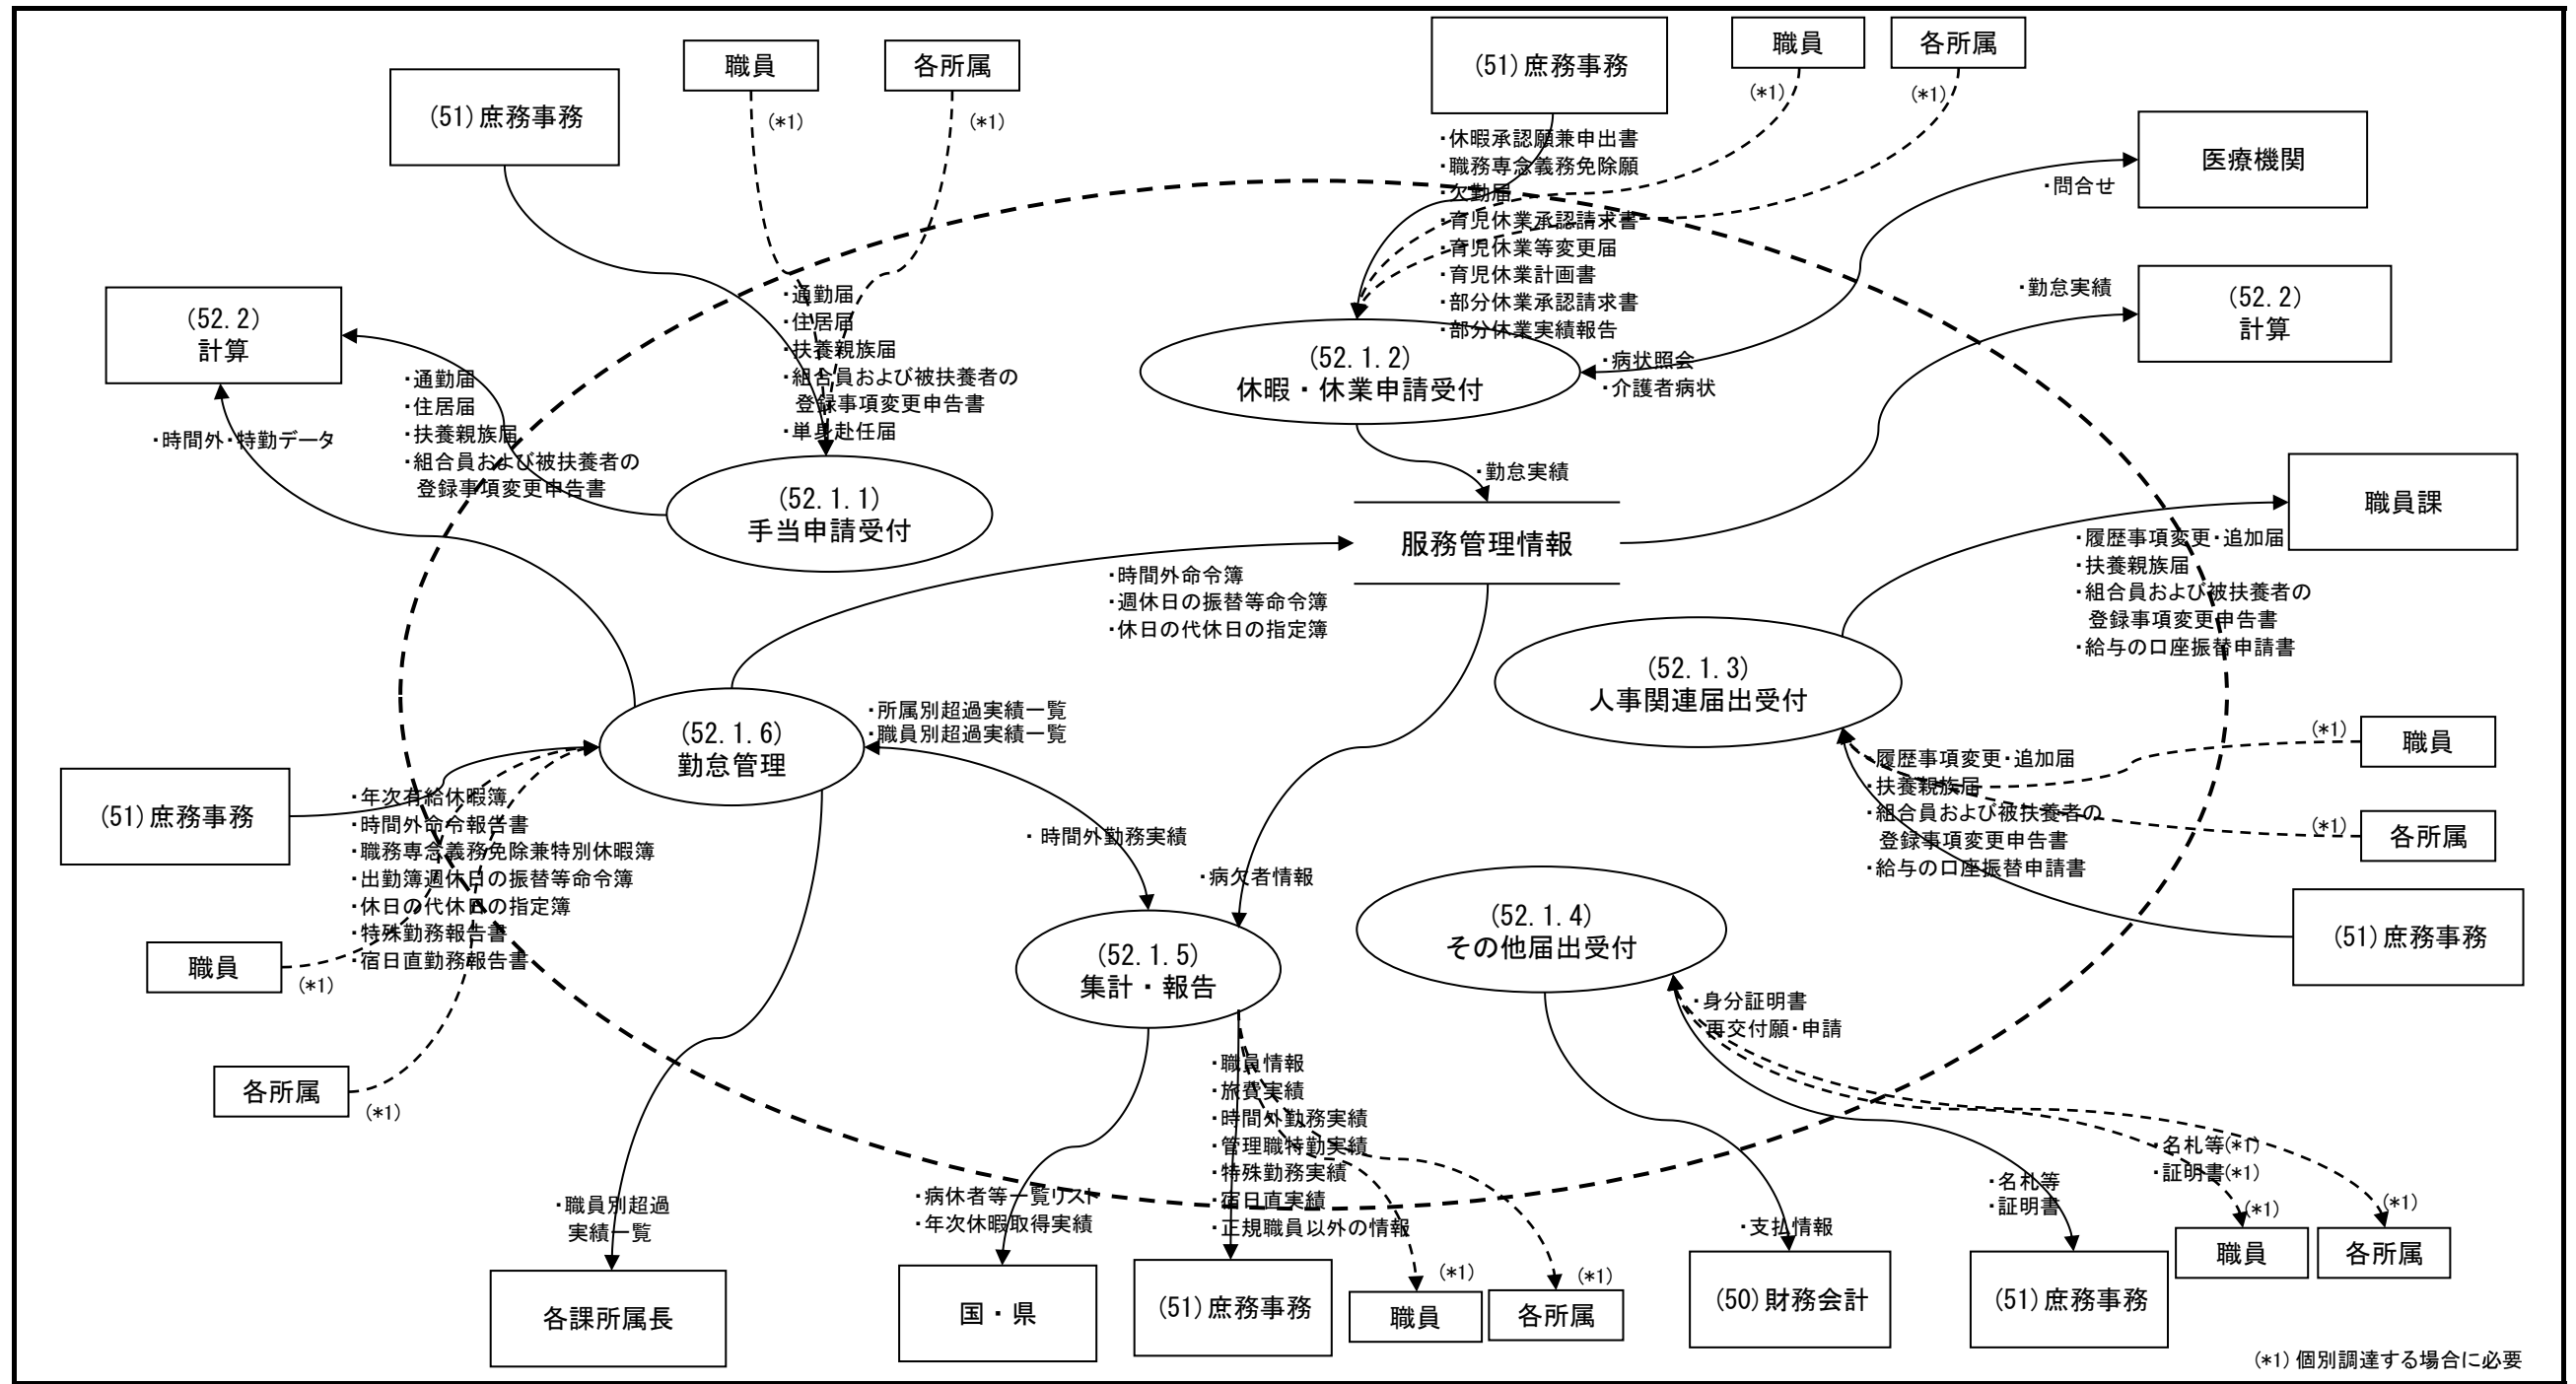 (51)庶務事務
職員
(*1)
各所属
(*1)
(51)庶務事務
職員
(*1)
各所属
(*1)
・休暇承認願兼申出書
・職務専念義務免除願
・欠勤届
・育児休業承認請求書
・育児休業等変更届
・育児休業計画書
・部分休業承認請求書
・部分休業実績報告
医療機関
・問合せ
・病状照会
・介護者病状
(52.2)
計算
・勤怠実績
(52.2)
計算
・通勤届
・住居届
・扶養親族届
・組合員および被扶養者の
登録事項変更申告書
・単身赴任届
・通勤届
・住居届
・扶養親族届
・組合員および被扶養者の
登録事項変更申告書
・時間外・特勤データ
(52.1.2)
休暇・休業申請受付
・勤怠実績
(52.1.1)
手当申請受付
服務管理情報
職員課
・履歴事項変更・追加届
・扶養親族届
・組合員および被扶養者の
登録事項変更申告書
・給与の口座振替申請書
・時間外命令簿
・週休日の振替等命令簿
・休日の代休日の指定簿
(52.1.3)
人事関連届出受付
(52.1.6)
勤怠管理
・所属別超過実績一覧
・職員別超過実績一覧
(*1)
職員
・履歴事項変更・追加届
・扶養親族届
・組合員および被扶養者の
登録事項変更申告書
・給与の口座振替申請書
(*1)
各所属
(51)庶務事務
(51)庶務事務
・年次有給休暇簿
・時間外命令報告書
・職務専念義務免除兼特別休暇簿
・出勤簿週休日の振替等命令簿
・休日の代休日の指定簿
・特殊勤務報告書
・宿日直勤務報告書
職員
(*1)
各所属
(*1)
・時間外勤務実績
・病欠者情報
(52.1.5)
集計・報告
(52.1.4)
その他届出受付
・身分証明書
再交付願・申請
・職員情報
・旅費実績
・時間外勤務実績
・管理職特勤実績
・特殊勤務実績
・宿日直実績
・正規職員以外の情報
・職員別超過
実績一覧
・病休者等一覧リスト
・年次休暇取得実績
・支払情報
・名札等
・証明書
・名札等(*1)
・証明書(*1)
(*1)
(*1)
各課所属長
国・県
(51)庶務事務
(*1)
職員
(*1)
各所属
(50)財務会計
(51)庶務事務
職員
各所属
(*1)個別調達する場合に必要